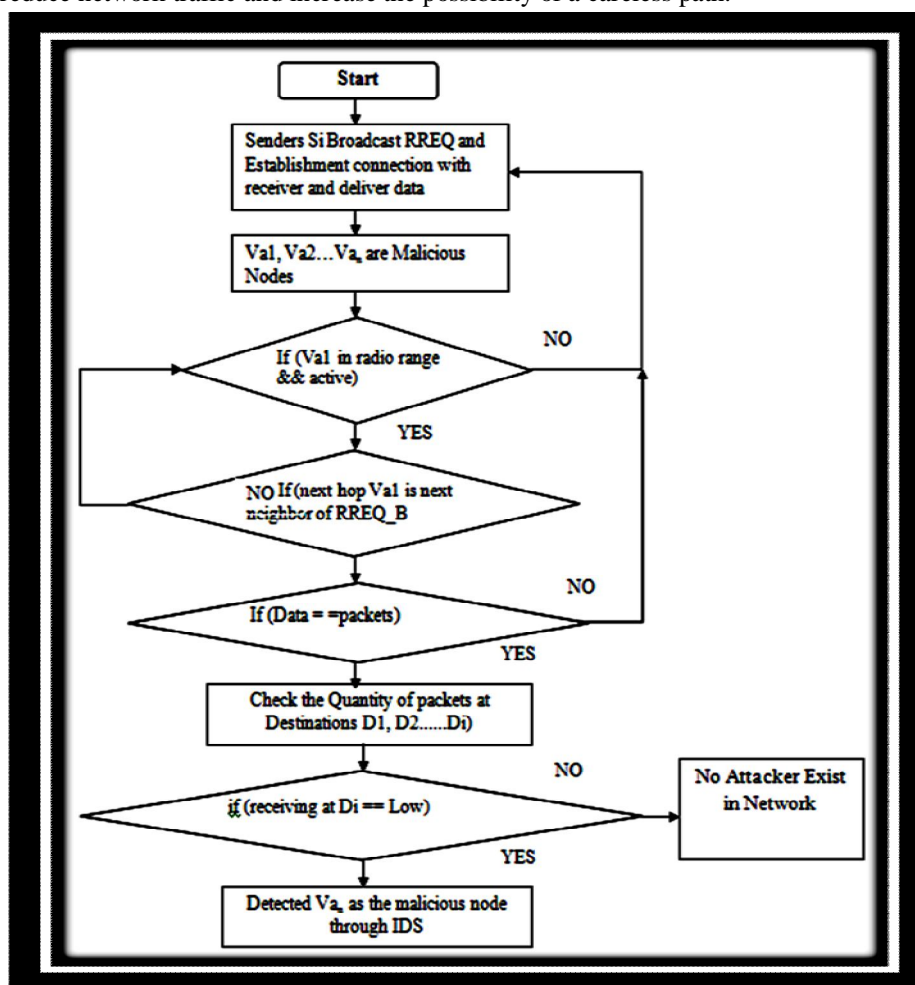 reduce network traffic and increase the possibility of a careless path.
Start
Senders Si Broadcast RREQ and
Establishment connection with
receiver and deliver data
Va1, Va2...Vaₙ are Malicious
Nodes
If (Va1 in radio range
&& active)
NO
YES
NO If (next hop Va1 is next
neighbor of RREQ_B
NO
If (Data = =packets)
YES
Check the Quantity of packets at
Destinations D1, D2......Di)
NO
No Attacker Exist
in Network
if (receiving at Di == Low)
YES
Detected Vaₙ as the malicious node
through IDS